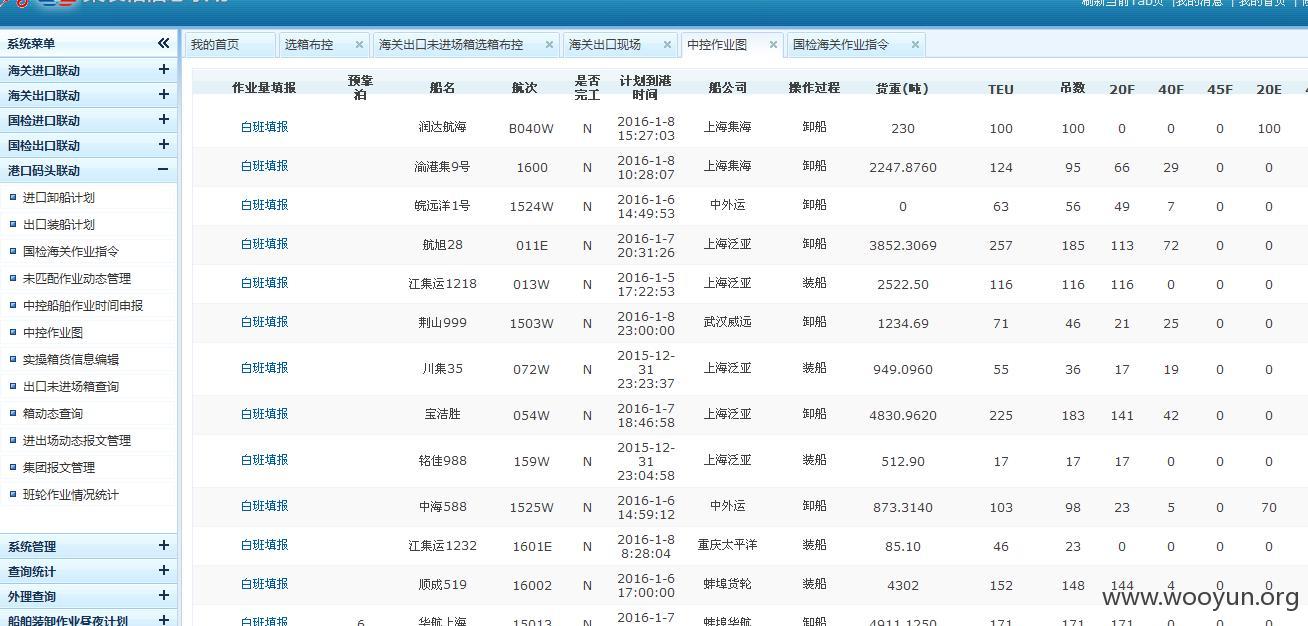 刷新当前Tab页 | 我的消息 | 我的首页 |
系统菜单
我的首页 选箱布控 海关出口未进场箱选箱布控 海关出口现场 中控作业图 国检海关作业指令
海关进口联动
海关出口联动
国检进口联动
国检出口联动
港口码头联动
进口卸船计划
出口装船计划
国检海关作业指令
未匹配作业动态管理
中控船舶作业时间申报
中控作业图
实操箱货信息编辑
出口未进场箱查询
箱动态查询
进出场动态报文管理
集团报文管理
班轮作业情况统计
系统管理
查询统计
外理查询
船舶装卸作业昼夜计划
作业量填报 预靠泊 船名 航次 是否完工 计划到港时间 船公司 操作过程 货重(吨) TEU 吊数 20F 40F 45F 20E
白班填报 润达航海 B040W N 2016-1-8 15:27:03 上海集海 卸船 230 100 100 0 0 0 100
白班填报 渝港集9号 1600 N 2016-1-8 10:28:07 上海集海 卸船 2247.8760 124 95 66 29 0 0
白班填报 皖远洋1号 1524W N 2016-1-6 14:49:53 中外运 卸船 0 63 56 49 7 0 0
白班填报 航旭28 011E N 2016-1-7 20:31:26 上海泛亚 卸船 3852.3069 257 185 113 72 0 0
白班填报 江集运1218 013W N 2016-1-5 17:22:53 上海泛亚 装船 2522.50 116 116 116 0 0 0
白班填报 荆山999 1503W N 2016-1-8 23:00:00 武汉威远 卸船 1234.69 71 46 21 25 0 0
白班填报 川集35 072W N 2015-12-31 23:23:37 上海泛亚 装船 949.0960 55 36 17 19 0 0
白班填报 宝洁胜 054W N 2016-1-7 18:46:58 上海泛亚 卸船 4830.9620 225 183 141 42 0 0
白班填报 铭佳988 159W N 2015-12-31 23:04:58 上海泛亚 装船 512.90 17 17 17 0 0 0
白班填报 中海588 1525W N 2016-1-6 14:59:12 中外运 卸船 873.3140 103 98 23 5 0 70
白班填报 江集运1232 1601E N 2016-1-8 8:28:04 重庆太平洋 装船 85.10 46 23 0 0 0 0
白班填报 顺成519 16002 N 2016-1-6 17:00:00 蚌埠货轮 装船 4302 152 148 144 4 0 0
白班填报 6 华航上海 15013 N 2016-1-7 蚌埠华航 卸船 4911.1250 171 171 171 0 0 0
www.wooyun.org